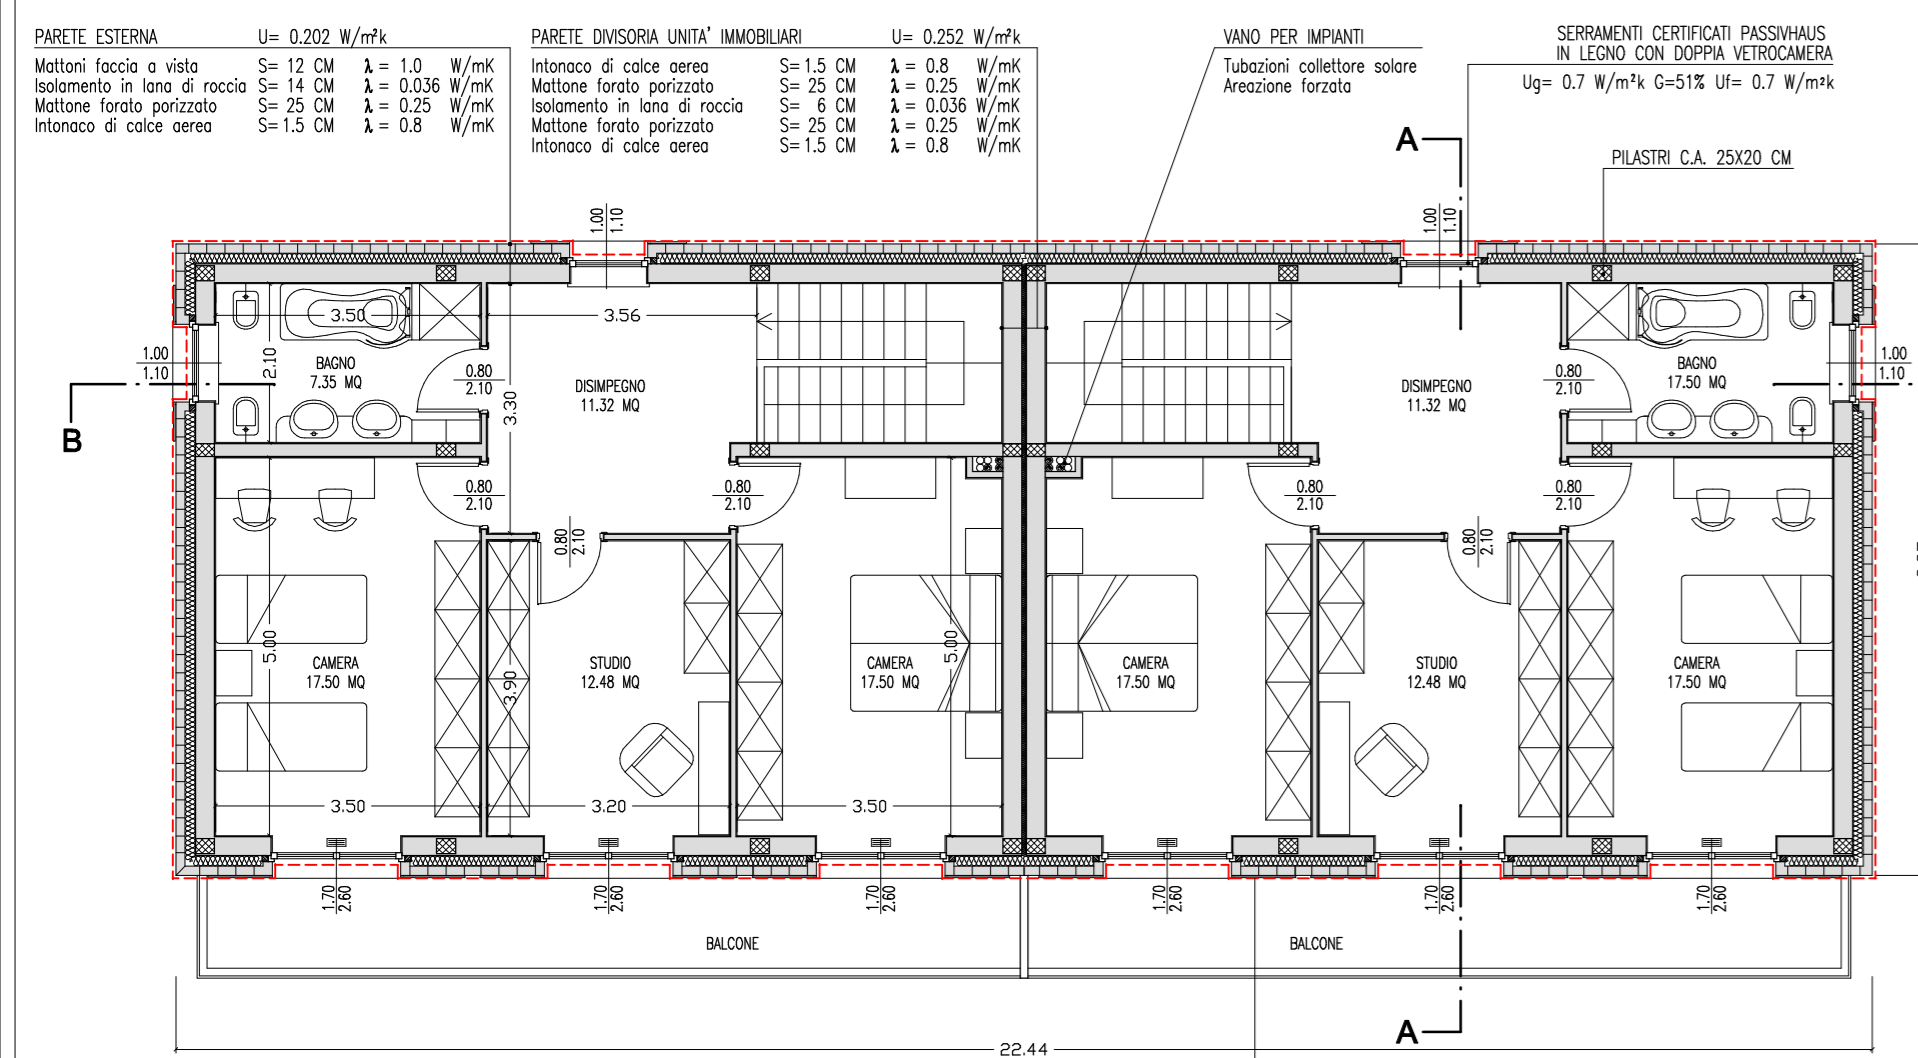 PARETE ESTERNA U= 0.202 W/m²k
Mattoni faccia a vista S= 12 CM λ = 1.0 W/mK
Isolamento in lana di roccia S= 14 CM λ = 0.036 W/mK
Mattone forato porizzato S= 25 CM λ = 0.25 W/mK
Intonaco di calce aerea S= 1.5 CM λ = 0.8 W/mK
PARETE DIVISORIA UNITA' IMMOBILIARI U= 0.252 W/m²k
Intonaco di calce aerea S= 1.5 CM λ = 0.8 W/mK
Mattone forato porizzato S= 25 CM λ = 0.25 W/mK
Isolamento in lana di roccia S= 6 CM λ = 0.036 W/mK
Mattone forato porizzato S= 25 CM λ = 0.25 W/mK
Intonaco di calce aerea S= 1.5 CM λ = 0.8 W/mK
VANO PER IMPIANTI
Tubazioni collettore solare
Areazione forzata
SERRAMENTI CERTIFICATI PASSIVHAUS
IN LEGNO CON DOPPIA VETROCAMERA
Ug= 0.7 W/m²k G=51% Uf= 0.7 W/m²k
A
PILASTRI C.A. 25X20 CM
1.00
1.10
1.00
1.10
3.50
3.56
1.00
1.10
2.10
BAGNO
7.35 MQ
0.80
2.10
DISIMPEGNO
11.32 MQ
3.30
DISIMPEGNO
11.32 MQ
0.80
2.10
BAGNO
17.50 MQ
1.00
1.10
B
0.80
2.10
0.80
2.10
0.80
2.10
0.80
2.10
0.80
2.10
0.80
2.10
5.00
CAMERA
17.50 MQ
3.90
STUDIO
12.48 MQ
CAMERA
17.50 MQ
5.00
CAMERA
17.50 MQ
STUDIO
12.48 MQ
CAMERA
17.50 MQ
3.50
3.20
3.50
1.70
2.60
1.70
2.60
1.70
2.60
1.70
2.60
1.70
2.60
1.70
2.60
BALCONE
BALCONE
A
22.44